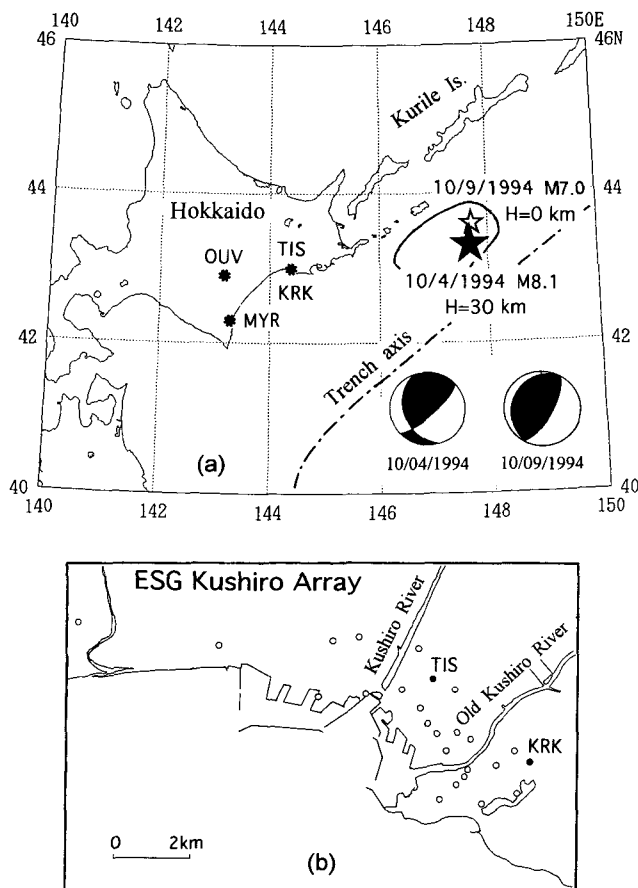 140 142 144 146 148 150E
46 46N
Kurile Is.
44 44
10/9/1994 M7.0
H=0 km
Hokkaido
OUV TIS
KRK
10/4/1994 M8.1
H=30 km
MYR
42 42
Trench axis
(a)
10/04/1994 10/09/1994
40 40
140 142 144 146 148 150
ESG Kushiro Array
Kushiro River
TIS
Old Kushiro River
KRK
0 2km
(b)